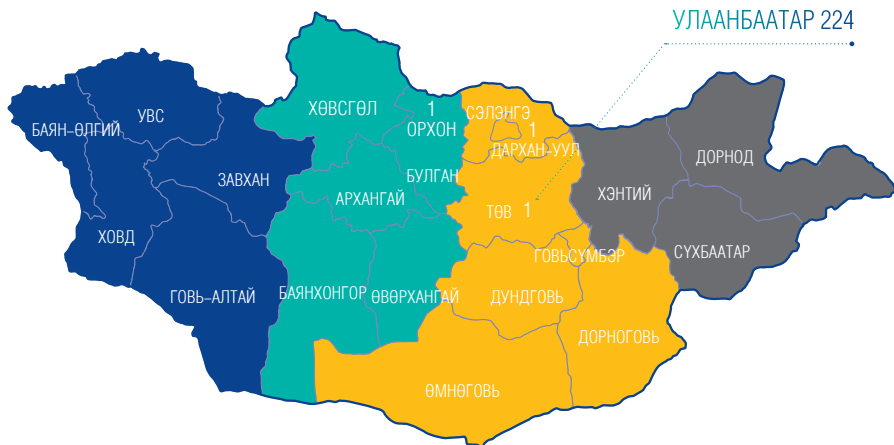 УЛААНБААТАР 224
ХӨВСГӨЛ
1
ОРХОН
СЭЛЭНГЭ
1
ДАРХАН-УУЛ
УВС
БАЯН-ӨЛГИЙ
ЗАВХАН
АРХАНГАЙ
БУЛГАН
ТӨВ 1
ХЭНТИЙ
ДОРНОД
ХОВД
ГОВЬ-АЛТАЙ
БАЯНХОНГОР
ӨВӨРХАНГАЙ
ДУНДГОВЬ
ГОВЬСҮМБЭР
СҮХБААТАР
ДОРНОГОВЬ
ӨМНӨГОВЬ